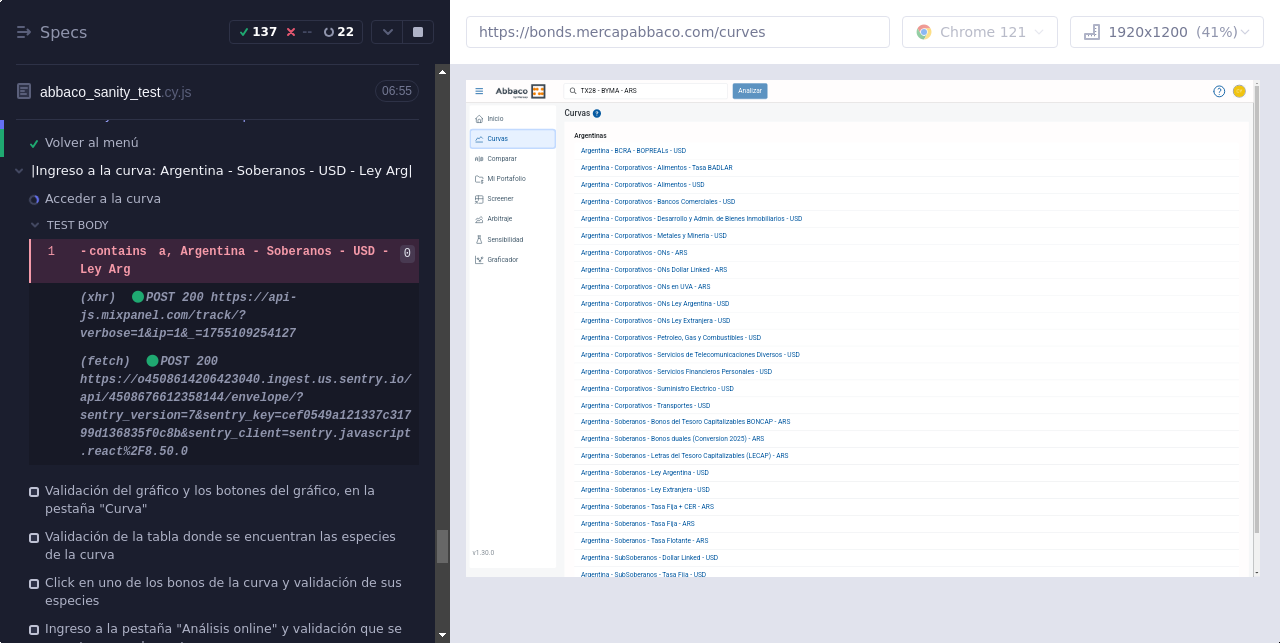 Specs
137
--
22
https://bonds.mercapabbaco.com/curves
Chrome 121
1920x1200 (41%)
abbaco_sanity_test.cy.js
06:55
Volver al menú
|Ingreso a la curva: Argentina - Soberanos - USD - Ley Arg|
Acceder a la curva
TEST BODY
1 -contains a, Argentina - Soberanos - USD -
Ley Arg
0
(xhr) POST 200 https://api-
js.mixpanel.com/track/?
verbose=1&ip=1&_=1755109254127
(fetch) POST 200
https://o4508614206423040.ingest.us.sentry.io/
api/4508676612358144/envelope/?
sentry_version=7&sentry_key=cef0549a121337c317
99d136835f0c8b&sentry_client=sentry.javascript
.react%2F8.50.0
Validación del gráfico y los botones del gráfico, en la
pestaña "Curva"
Validación de la tabla donde se encuentran las especies
de la curva
Click en uno de los bonos de la curva y validación de sus
especies
Ingreso a la pestaña "Análisis online" y validación que se
Abbaco
TX28 - BYMA - ARS
Analizar
?
Inicio
Curvas
Comparar
Mi Portafolio
Screener
Arbitraje
Sensibilidad
Graficador
v1.30.0
Curvas ?
Argentinas
Argentina - BCRA - BOPREALs - USD
Argentina - Corporativos - Alimentos - Tasa BADLAR
Argentina - Corporativos - Alimentos - USD
Argentina - Corporativos - Bancos Comerciales - USD
Argentina - Corporativos - Desarrollo y Admin. de Bienes Inmobiliarios - USD
Argentina - Corporativos - Metales y Mineria - USD
Argentina - Corporativos - ONs - ARS
Argentina - Corporativos - ONs Dollar Linked - ARS
Argentina - Corporativos - ONs en UVA - ARS
Argentina - Corporativos - ONs Ley Argentina - USD
Argentina - Corporativos - ONs Ley Extranjera - USD
Argentina - Corporativos - Petroleo, Gas y Combustibles - USD
Argentina - Corporativos - Servicios de Telecomunicaciones Diversos - USD
Argentina - Corporativos - Servicios Financieros Personales - USD
Argentina - Corporativos - Suministro Electrico - USD
Argentina - Corporativos - Transportes - USD
Argentina - Soberanos - Bonos del Tesoro Capitalizables BONCAP - ARS
Argentina - Soberanos - Bonos duales (Conversion 2025) - ARS
Argentina - Soberanos - Letras del Tesoro Capitalizables (LECAP) - ARS
Argentina - Soberanos - Ley Argentina - USD
Argentina - Soberanos - Ley Extranjera - USD
Argentina - Soberanos - Tasa Fija + CER - ARS
Argentina - Soberanos - Tasa Fija - ARS
Argentina - Soberanos - Tasa Flotante - ARS
Argentina - SubSoberanos - Dollar Linked - USD
Argentina - SubSoberanos - Tasa Fija - USD